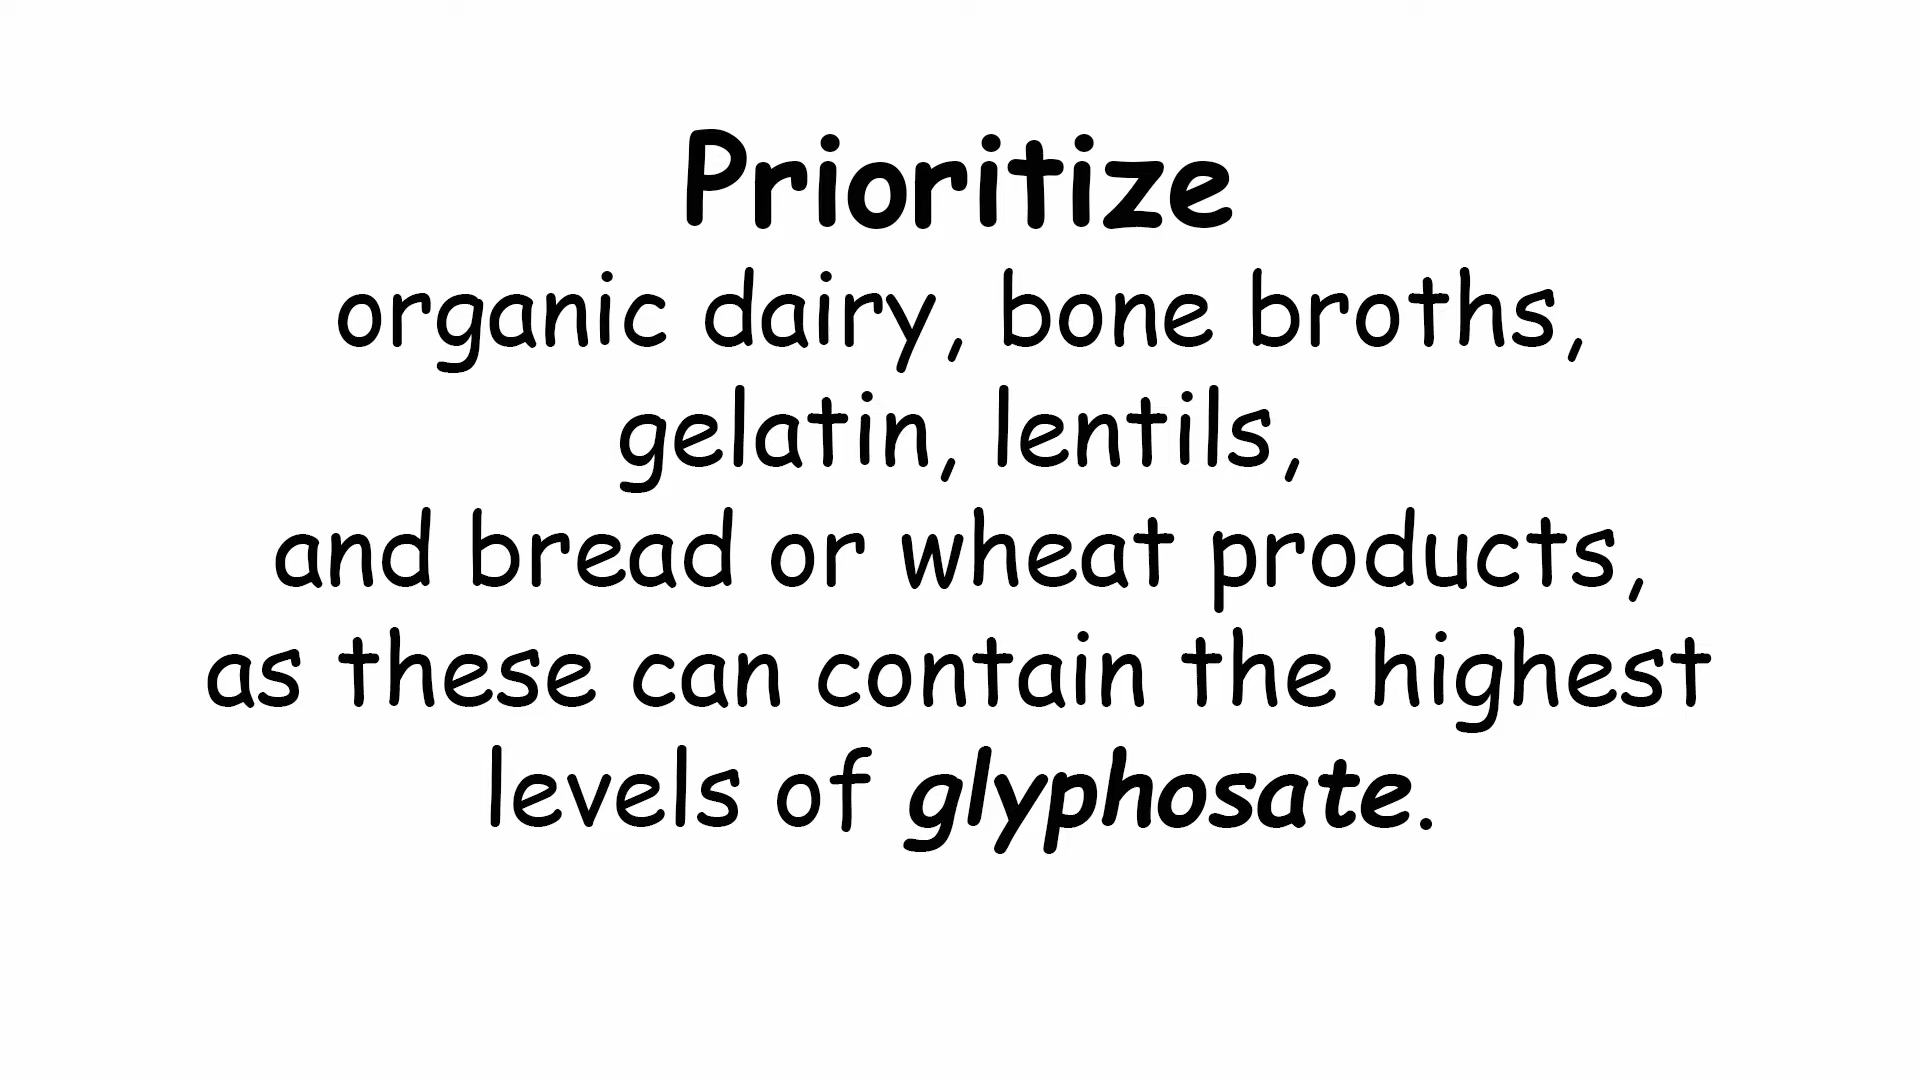 Prioritize
organic dairy, bone broths,
gelatin, lentils,
and bread or wheat products,
as these can contain the highest
levels of glyphosate.